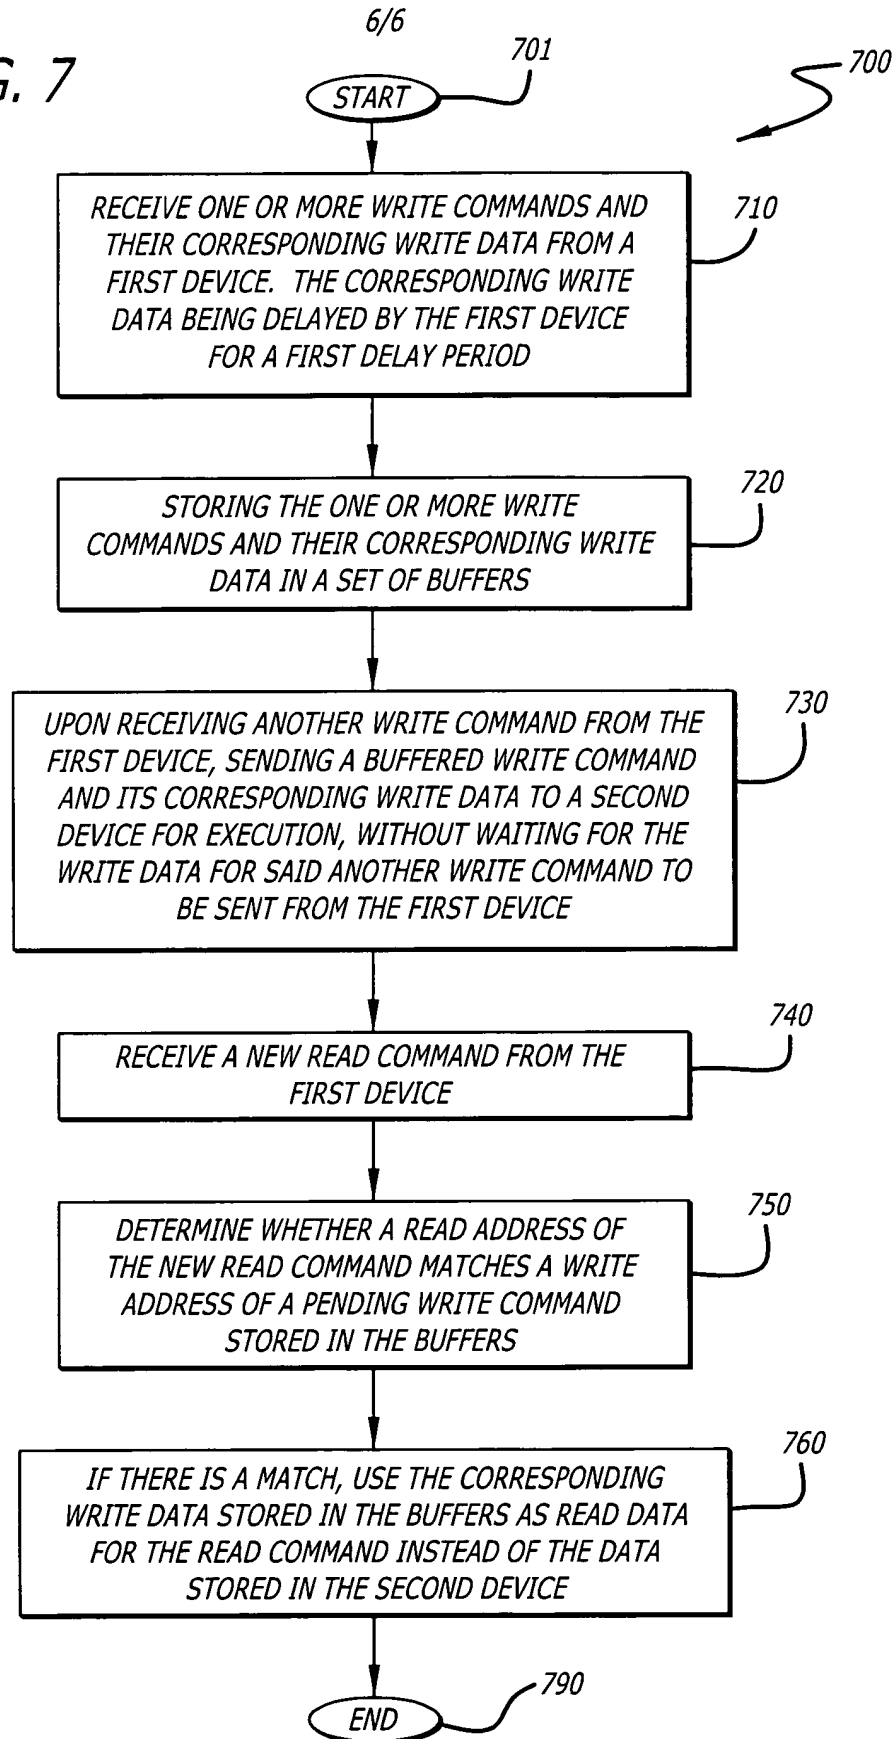 6/6
G. 7
701
700
START
RECEIVE ONE OR MORE WRITE COMMANDS AND
THEIR CORRESPONDING WRITE DATA FROM A
FIRST DEVICE. THE CORRESPONDING WRITE
DATA BEING DELAYED BY THE FIRST DEVICE
FOR A FIRST DELAY PERIOD
710
STORING THE ONE OR MORE WRITE
COMMANDS AND THEIR CORRESPONDING WRITE
DATA IN A SET OF BUFFERS
720
UPON RECEIVING ANOTHER WRITE COMMAND FROM THE
FIRST DEVICE, SENDING A BUFFERED WRITE COMMAND
AND ITS CORRESPONDING WRITE DATA TO A SECOND
DEVICE FOR EXECUTION, WITHOUT WAITING FOR THE
WRITE DATA FOR SAID ANOTHER WRITE COMMAND TO
BE SENT FROM THE FIRST DEVICE
730
RECEIVE A NEW READ COMMAND FROM THE
FIRST DEVICE
740
DETERMINE WHETHER A READ ADDRESS OF
THE NEW READ COMMAND MATCHES A WRITE
ADDRESS OF A PENDING WRITE COMMAND
STORED IN THE BUFFERS
750
IF THERE IS A MATCH, USE THE CORRESPONDING
WRITE DATA STORED IN THE BUFFERS AS READ DATA
FOR THE READ COMMAND INSTEAD OF THE DATA
STORED IN THE SECOND DEVICE
760
END
790